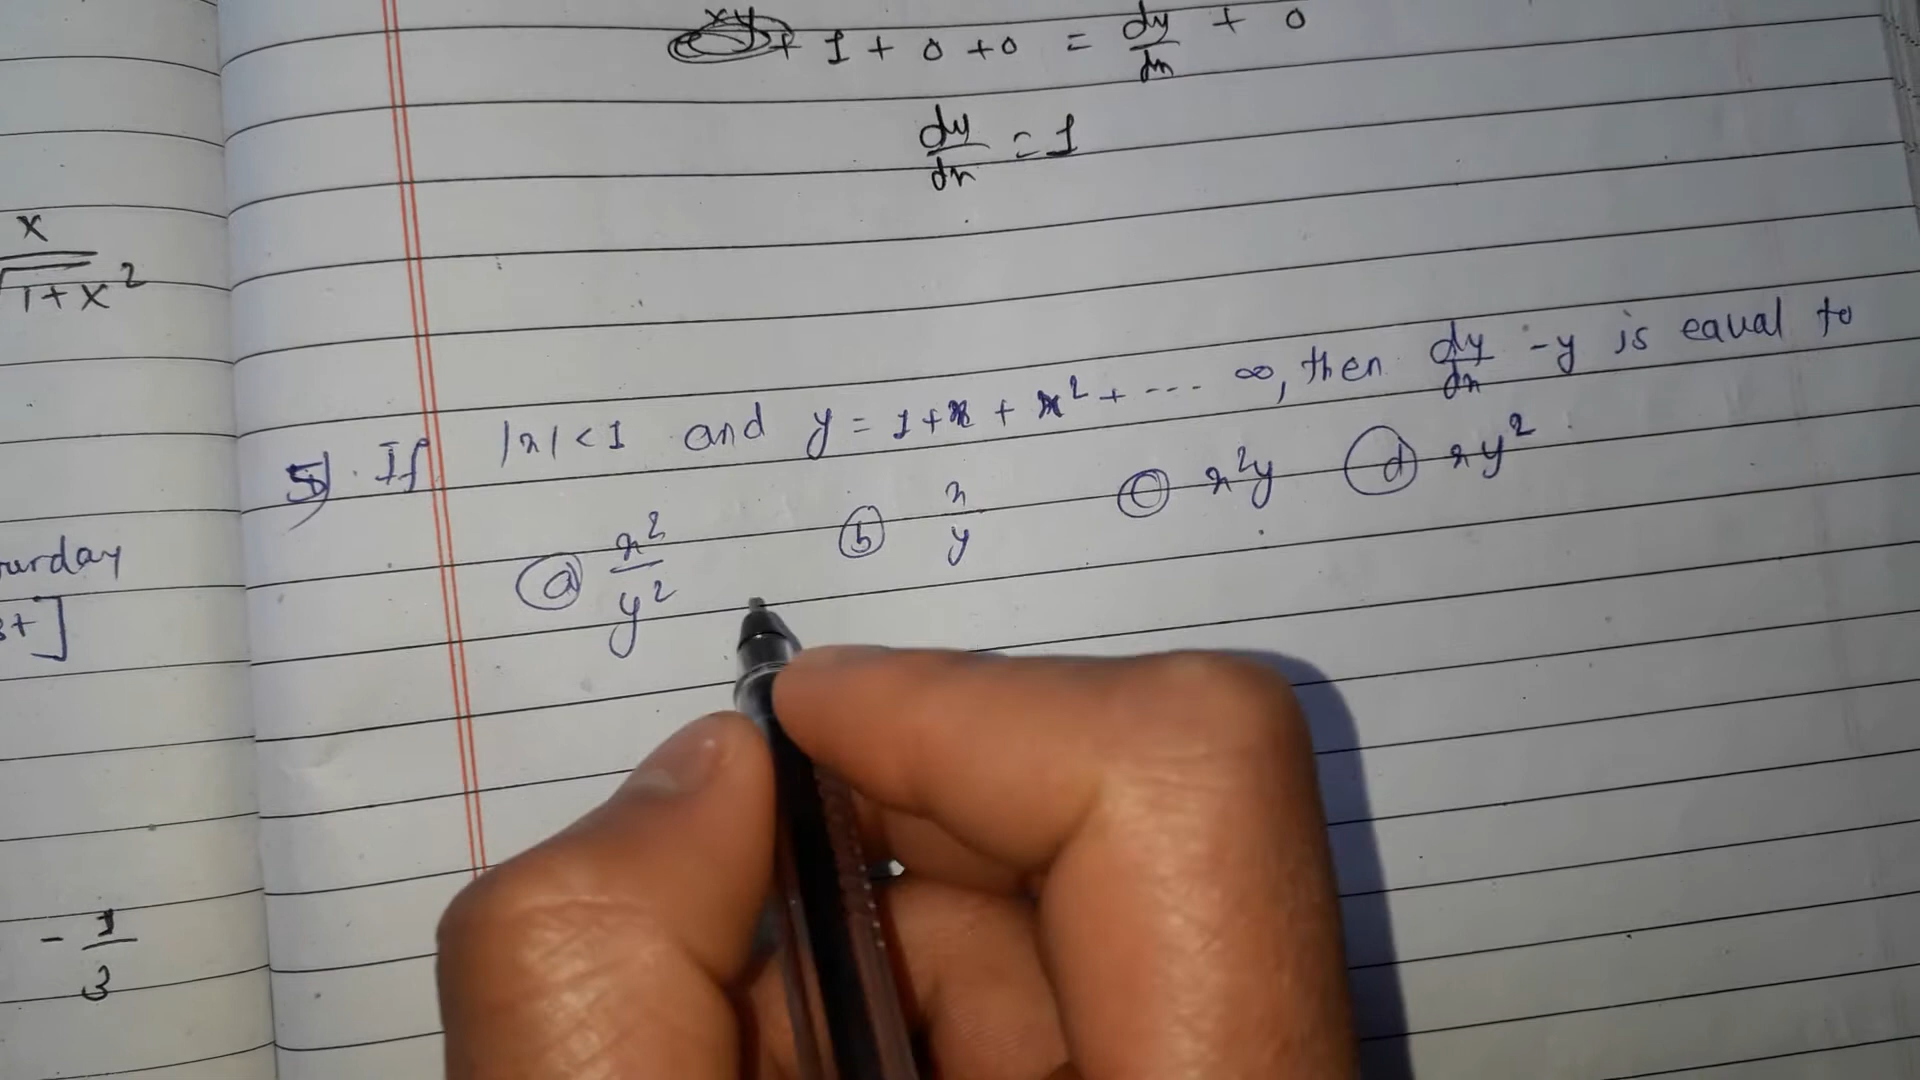 xy + 1 + 0 + 0 = dy/dx + 0
dy/dx = 1
x/√1+x²
5) . If |x| < 1 and y = 1 + x + x² + ---- ∞, then dy/dx - y is equal to
(a) x²/y² (b) x/y (c) x²y (d) xy²
urday
+]
- 1/3